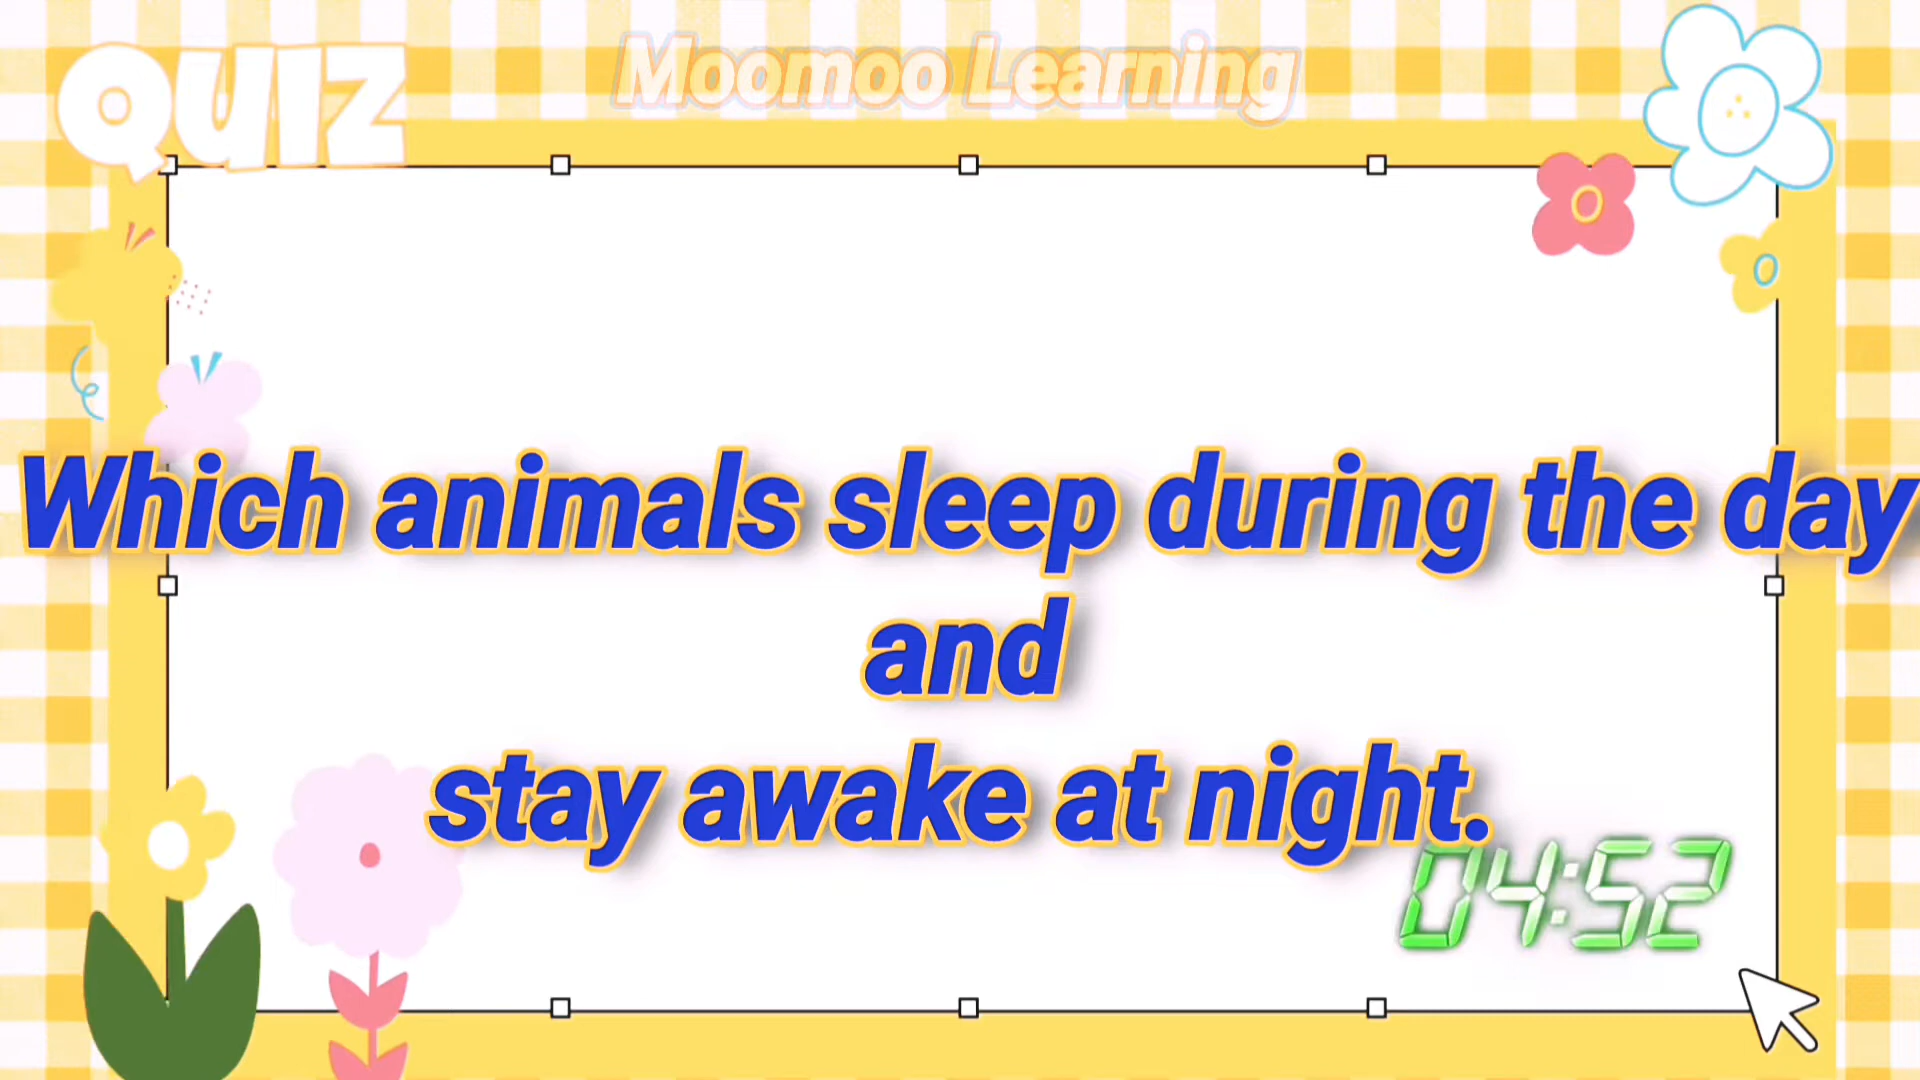 QUIZ
Moomoo Learning
Which animals sleep during the day
and
stay awake at night.
04:52